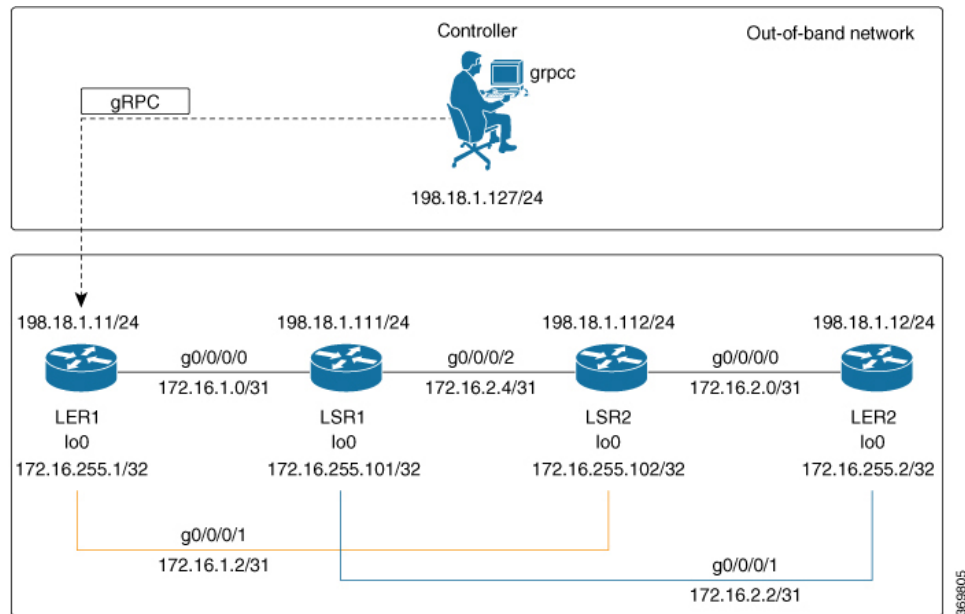 Controller
Out-of-band network
grpcc
gRPC
198.18.1.127/24
198.18.1.11/24
198.18.1.111/24
198.18.1.112/24
198.18.1.12/24
g0/0/0/0
g0/0/0/2
g0/0/0/0
172.16.1.0/31
172.16.2.4/31
172.16.2.0/31
LER1
LSR1
LSR2
LER2
lo0
lo0
lo0
lo0
172.16.255.1/32
172.16.255.101/32
172.16.255.102/32
172.16.255.2/32
g0/0/0/1
172.16.1.2/31
g0/0/0/1
172.16.2.2/31
369805